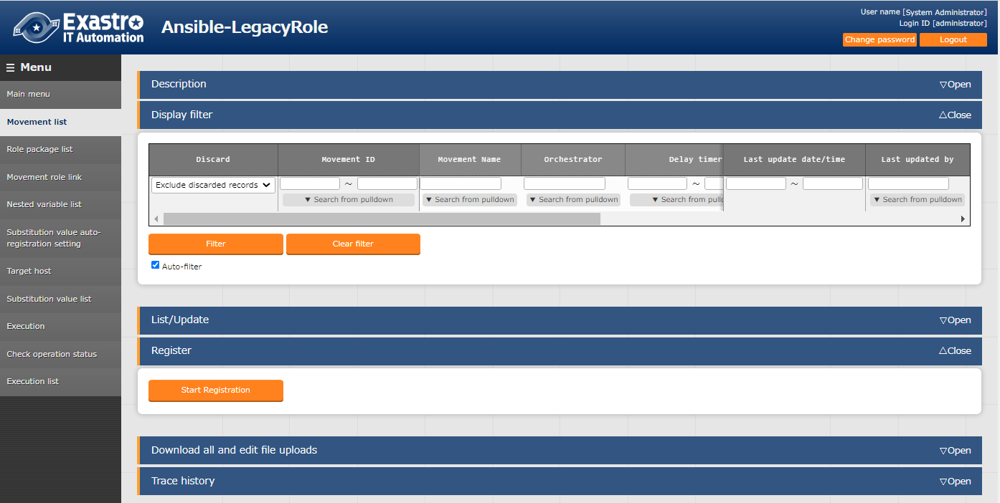 Exastro
IT Automation
Ansible-LegacyRole
User name [System Administrator]
Login ID [administrator]
Change password
Logout
Menu
Main menu
Movement list
Role package list
Movement role link
Nested variable list
Substitution value auto-
registration setting
Target host
Substitution value list
Execution
Check operation status
Execution list
Description
▽Open
Display filter
△Close
Discard Movement ID Movement Name Orchestrator Delay timer Last update date/time Last updated by
Exclude discarded records ~ ~ ~
▼ Search from pulldown ▼ Search from pulldown ▼ Search from pulldown ▼ Search from pulld ▼ Search from pulldown
Filter
Clear filter
Auto-filter
List/Update
▽Open
Register
△Close
Start Registration
Download all and edit file uploads
▽Open
Trace history
▽Open